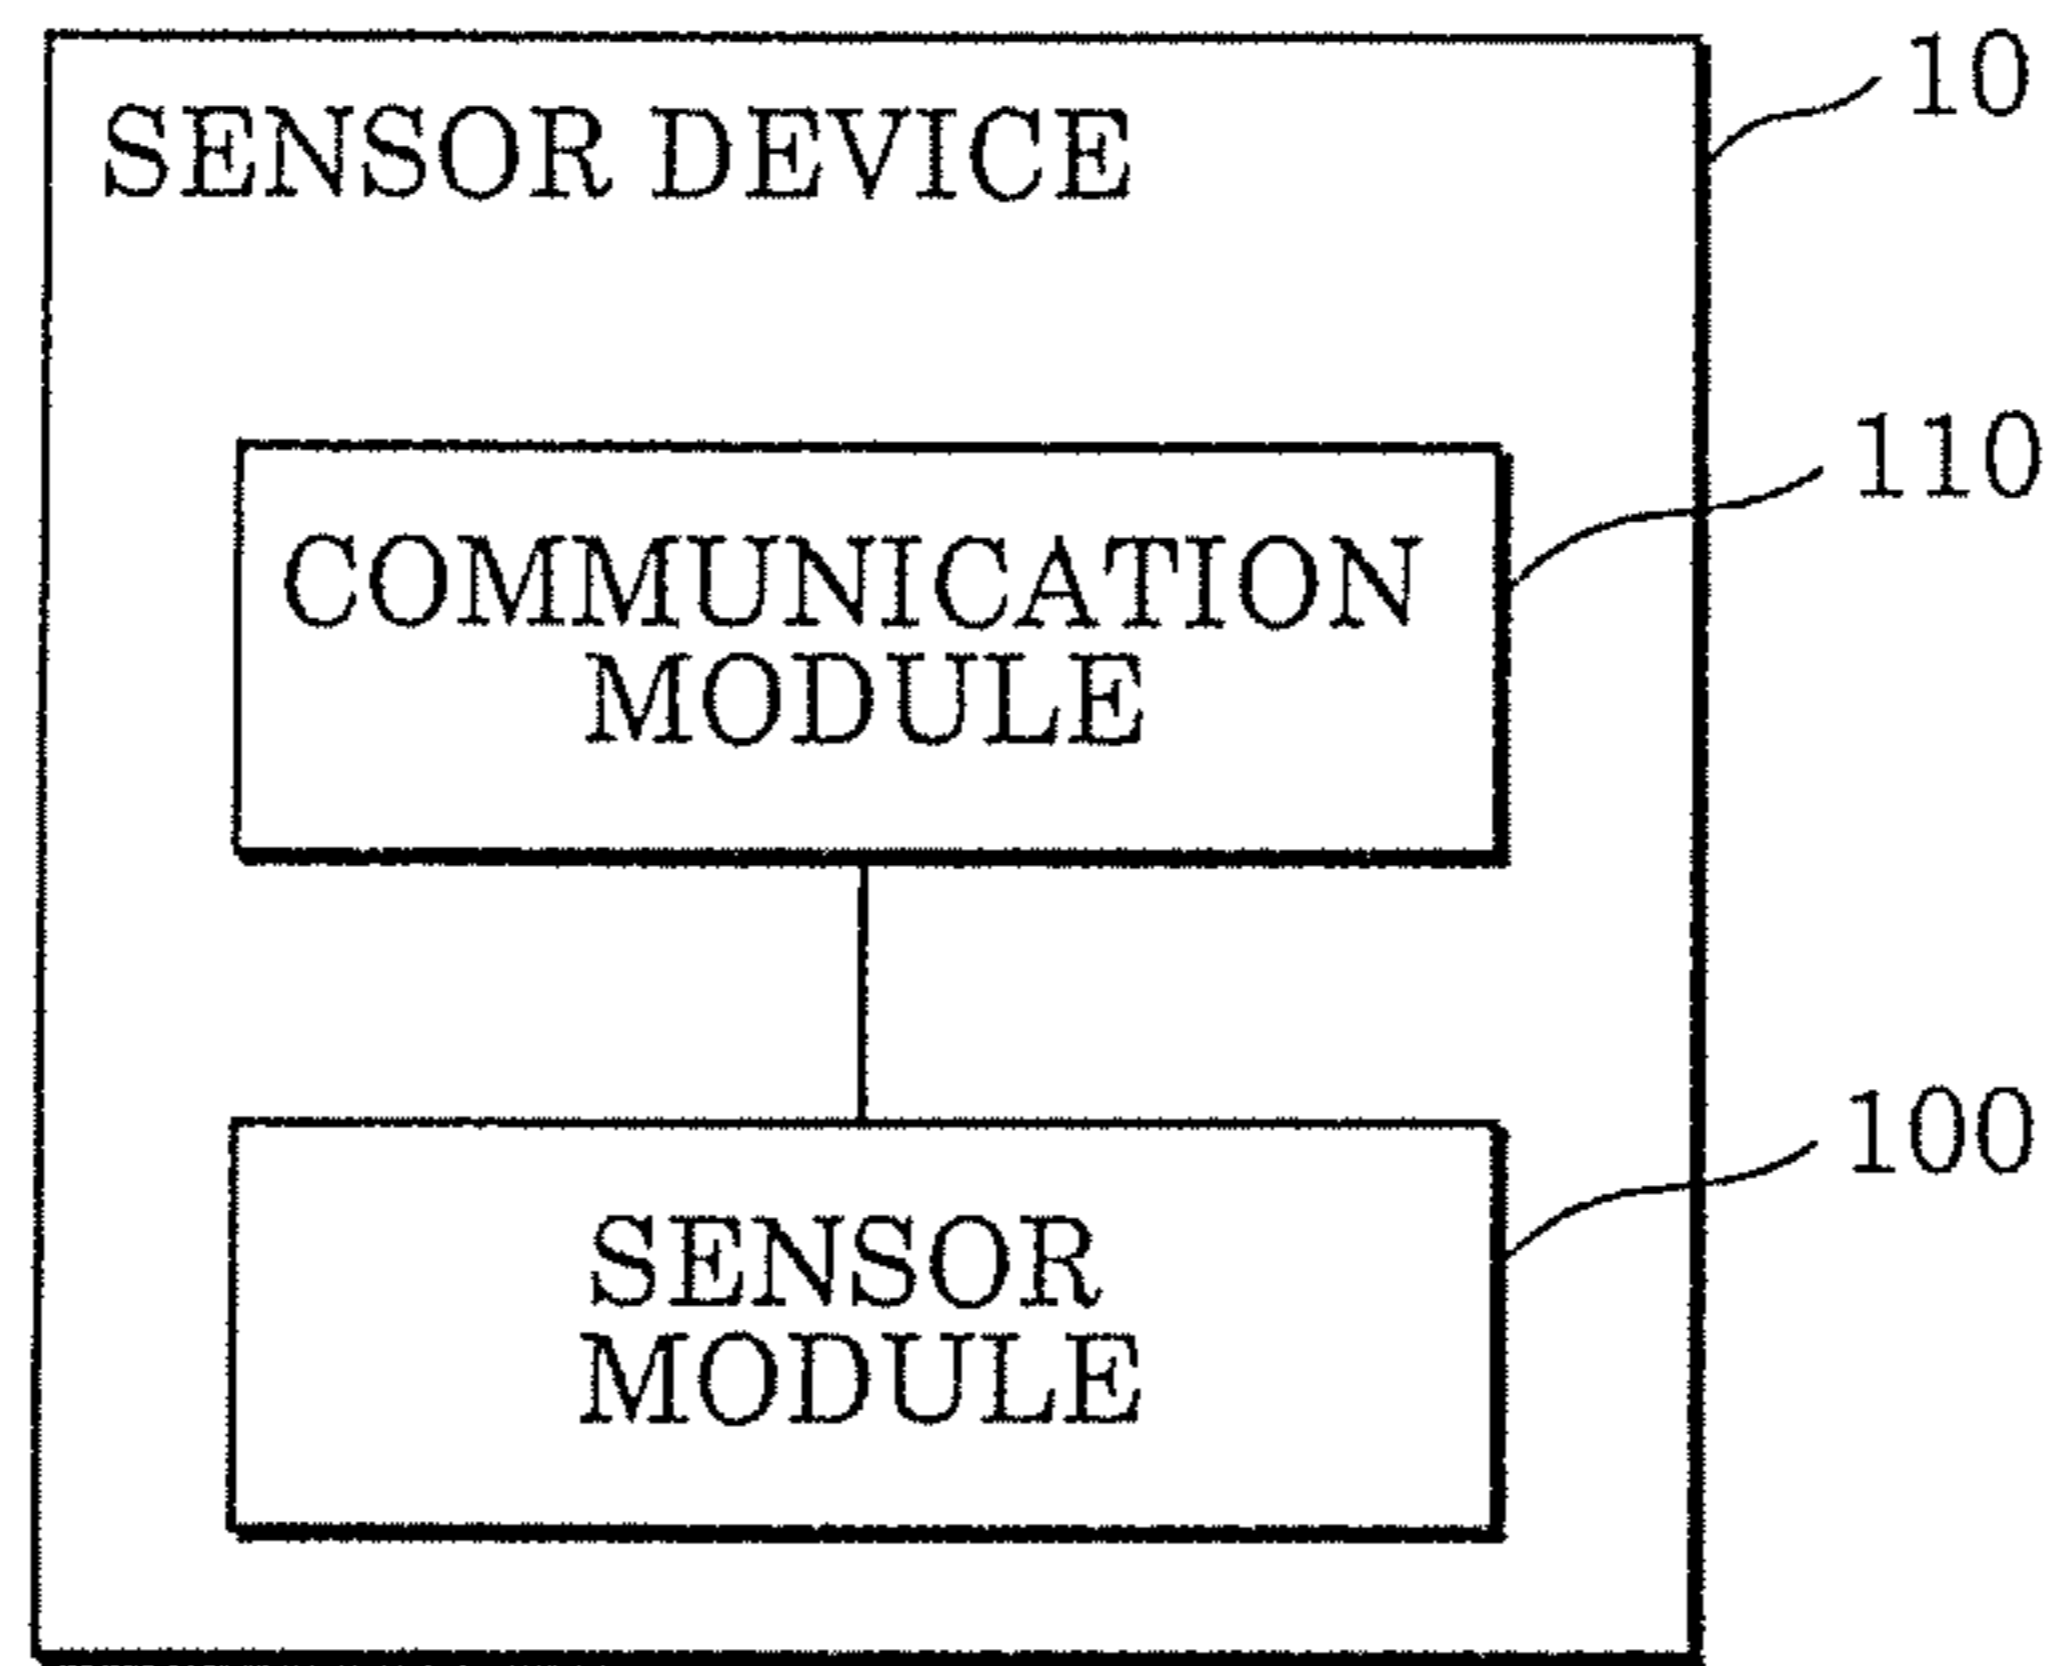 SENSOR DEVICE
10
110
COMMUNICATION
MODULE
100
SENSOR
MODULE